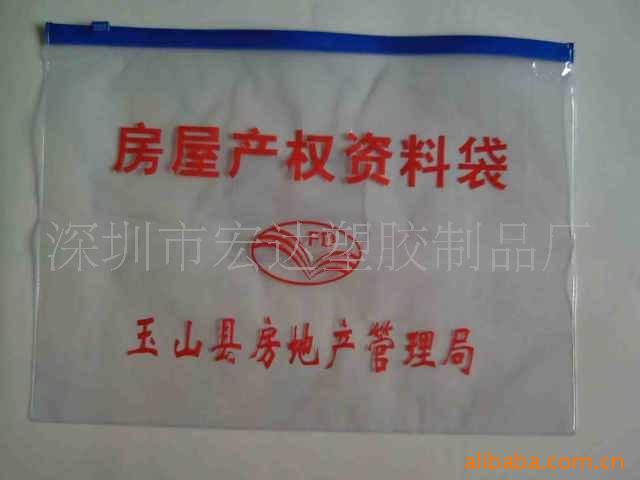 房屋产权资料袋
FD
深圳市宏达塑胶制品厂
玉山县房地产管理局
alibaba.com.cn